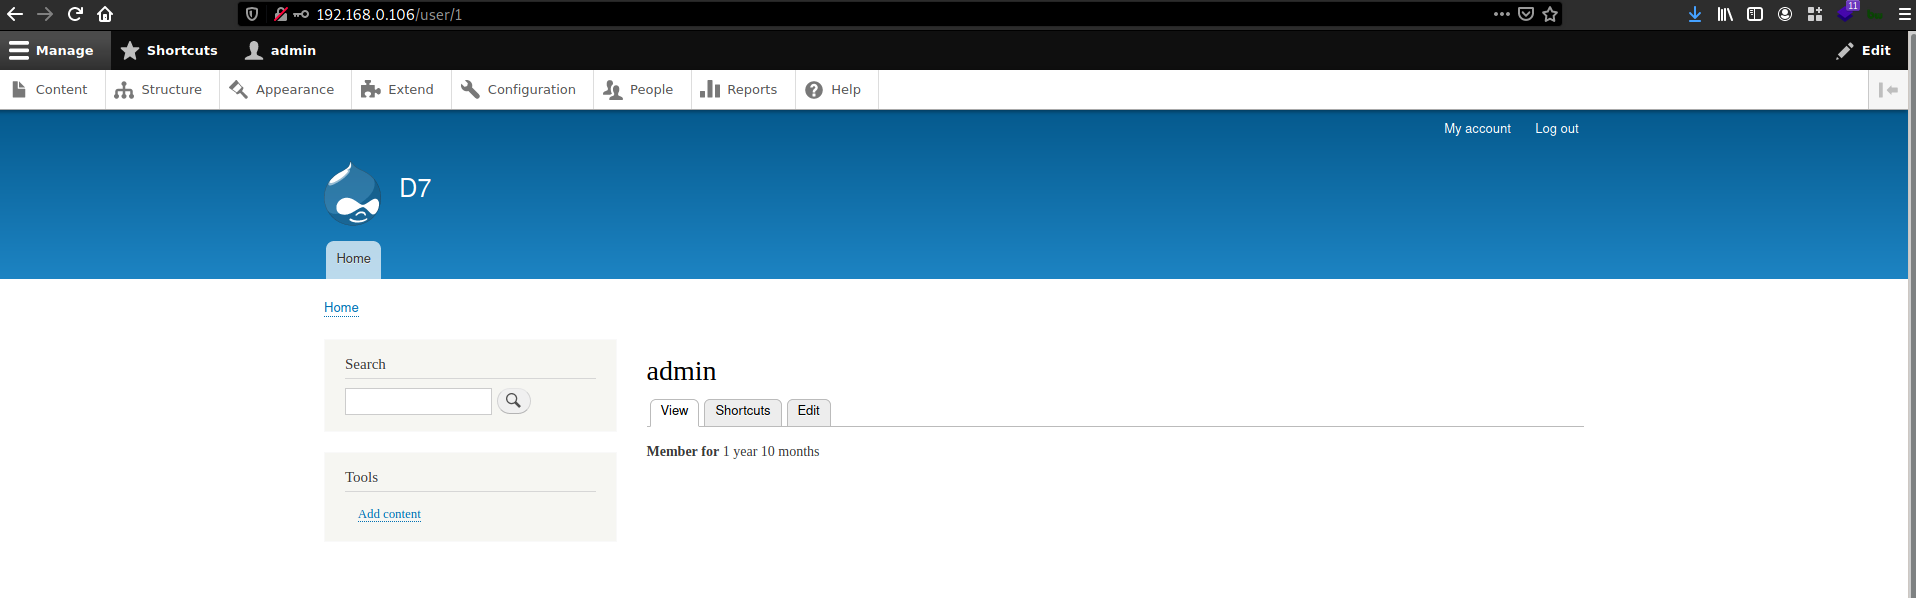 192.168.0.106/user/1
11
Manage Shortcuts admin Edit
Content Structure Appearance Extend Configuration People Reports Help
My account Log out
D7
Home
Home
Search
admin
View Shortcuts Edit
Member for 1 year 10 months
Tools
Add content